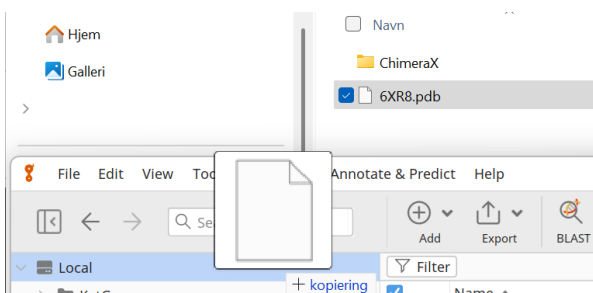 Hjem
Galleri
Navn
ChimeraX
6XR8.pdb
File Edit View Annotate & Predict Help
Add Export BLAST
Local
Filter
+ kopiering
Name